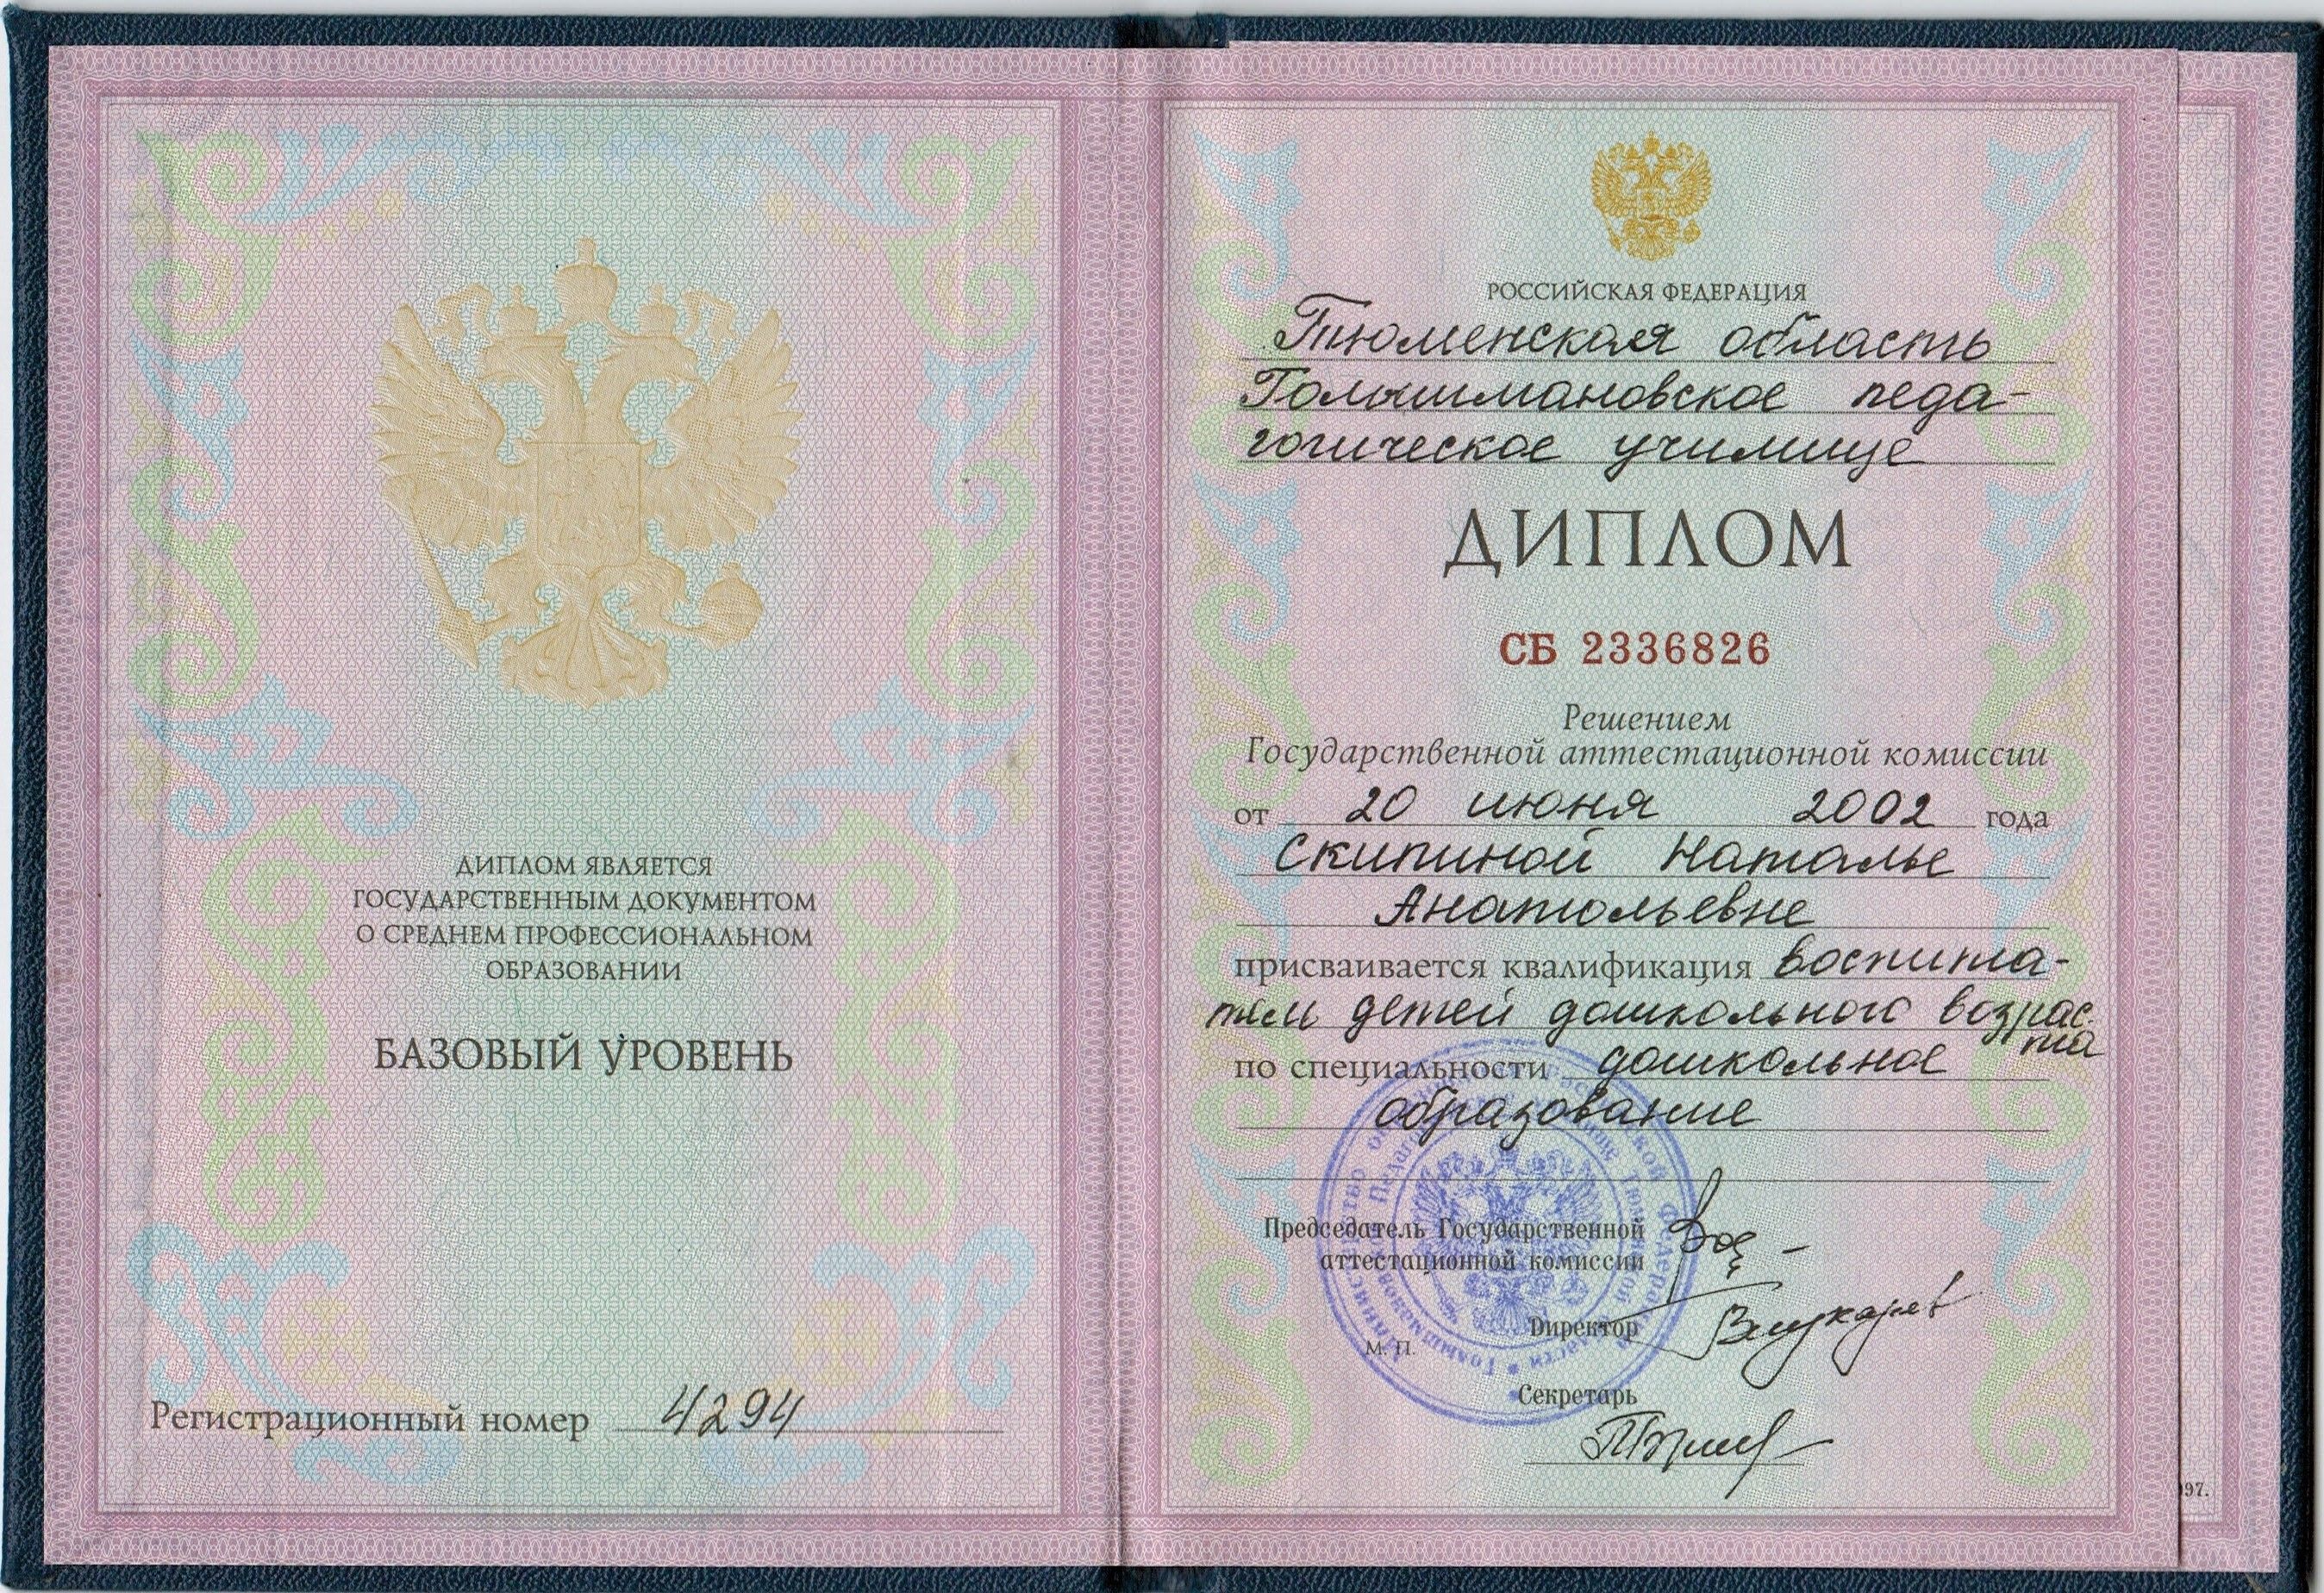 ДИПЛОМ ЯВЛЯЕТСЯ
ГОСУДАРСТВЕННЫМ ДОКУМЕНТОМ
О СРЕДНЕМ ПРОФЕССИОНАЛЬНОМ
ОБРАЗОВАНИИ
БАЗОВЫЙ УРОВЕНЬ
Регистрационный номер 4294
РОССИЙСКАЯ ФЕДЕРАЦИЯ
Тюменская область
Голышмановское педа-
гогическое училище
ДИПЛОМ
СБ 2336826
Решением
Государственной аттестационной комиссии
от 20 июня 2002 года
Скипиной Наталье
Анатольевне
присваивается квалификация воспита-
тель детей дошкольного возрас-
та
по специальности дошкольное
образование
Председатель Государственной
аттестационной комиссии
Директор
М. П.
Секретарь
97.